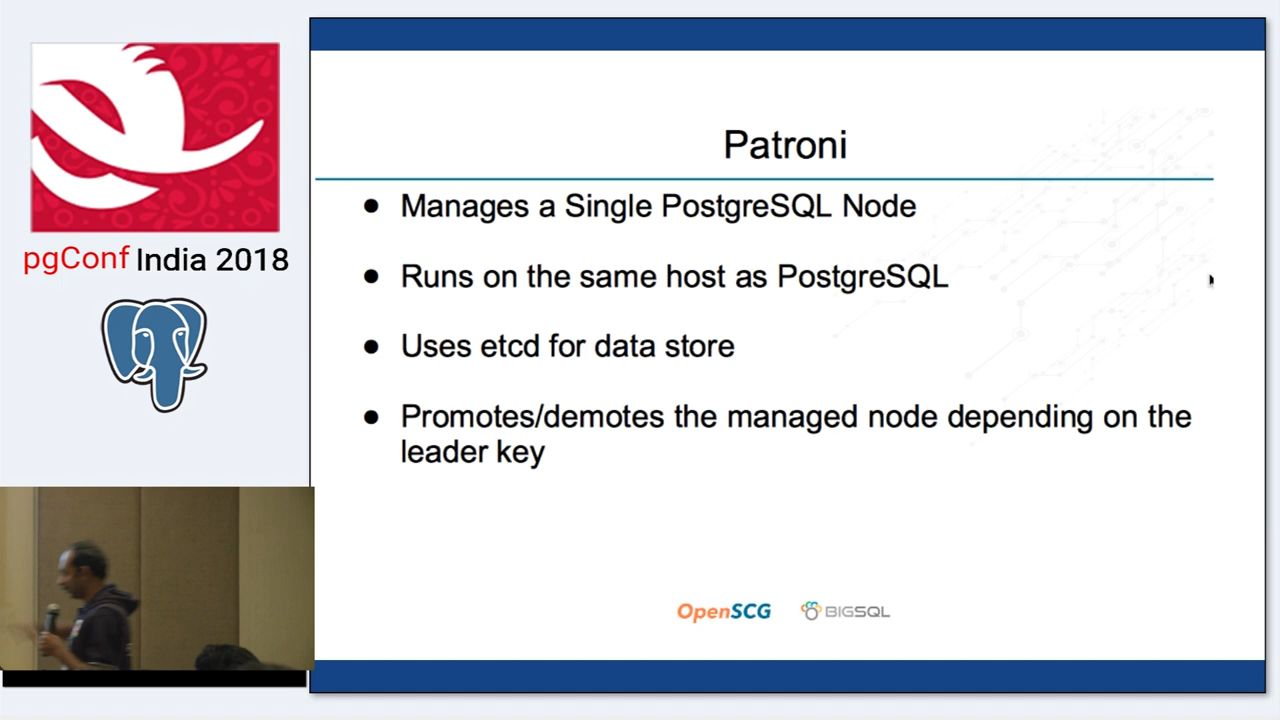 pgConf India 2018
Patroni
● Manages a Single PostgreSQL Node
● Runs on the same host as PostgreSQL
● Uses etcd for data store
● Promotes/demotes the managed node depending on the
leader key
OpenSCG BIGSQL